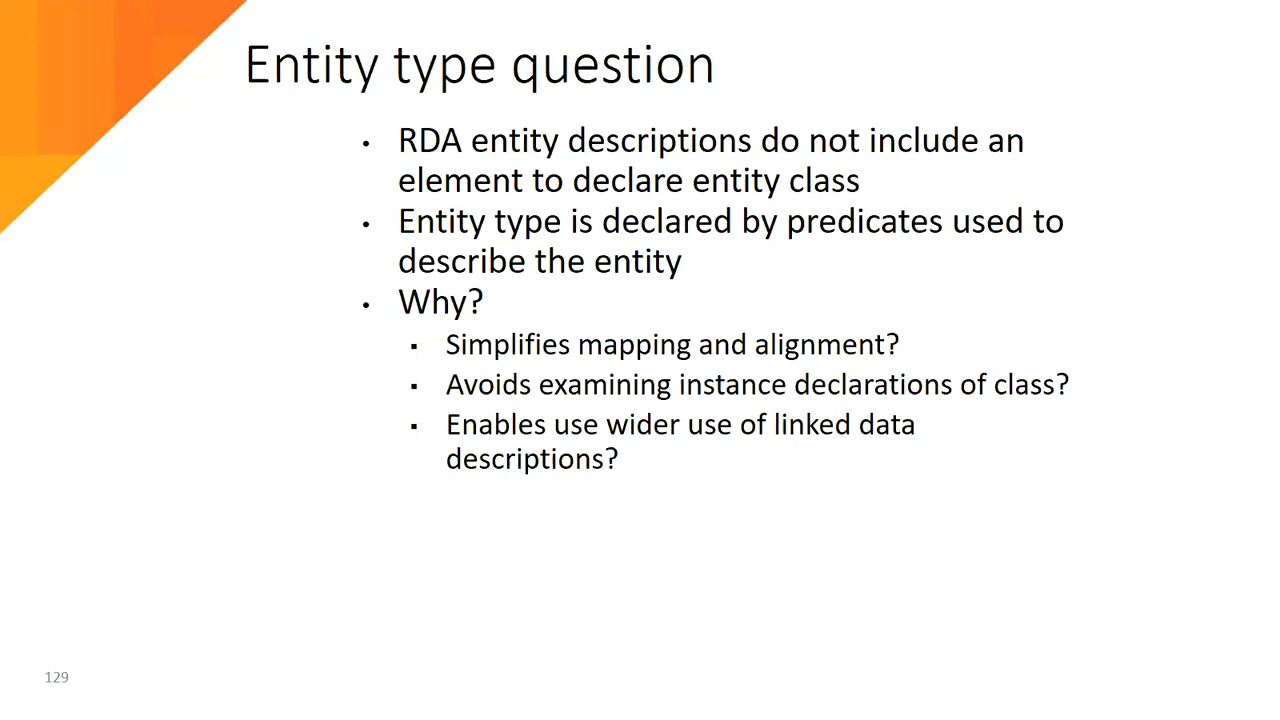 Entity type question
• RDA entity descriptions do not include an
element to declare entity class
• Entity type is declared by predicates used to
describe the entity
• Why?
▪ Simplifies mapping and alignment?
▪ Avoids examining instance declarations of class?
▪ Enables use wider use of linked data
descriptions?
129